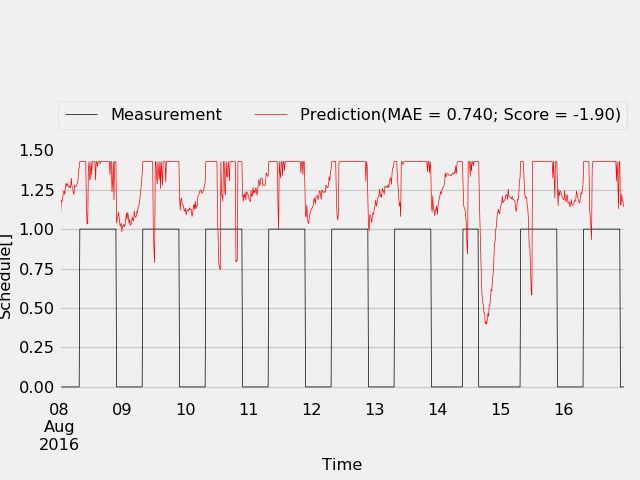 Measurement
Prediction(MAE = 0.740; Score = -1.90)
1.50
1.25
1.00
0.75
0.50
0.25
0.00
Schedule[]
08 09 10 11 12 13 14 15 16
Aug
2016
Time